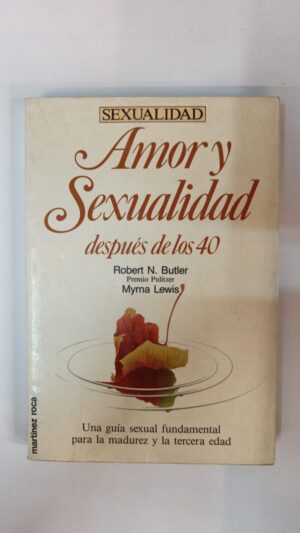 SEXUALIDAD
Amor y
Sexualidad
después de los 40
Robert N. Butler
Premio Pulitzer
Myrna Lewis
Una guía sexual fundamental
para la madurez y la tercera edad
martínez roca